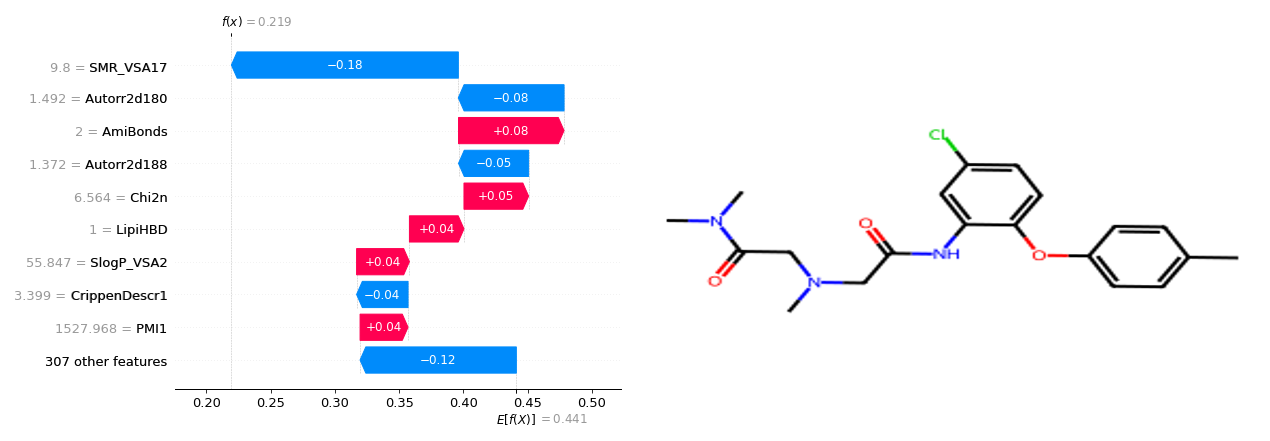 f(x) = 0.219
9.8 = SMR_VSA17
−0.18
1.492 = Autorr2d180
−0.08
2 = AmiBonds
+0.08
1.372 = Autorr2d188
−0.05
6.564 = Chi2n
+0.05
1 = LipiHBD
+0.04
55.847 = SlogP_VSA2
+0.04
3.399 = CrippenDescr1
−0.04
1527.968 = PMI1
+0.04
307 other features
−0.12
0.20 0.25 0.30 0.35 0.40 0.45 0.50
E[f(X)] = 0.441
Cl
N
O
O
NH
O
N